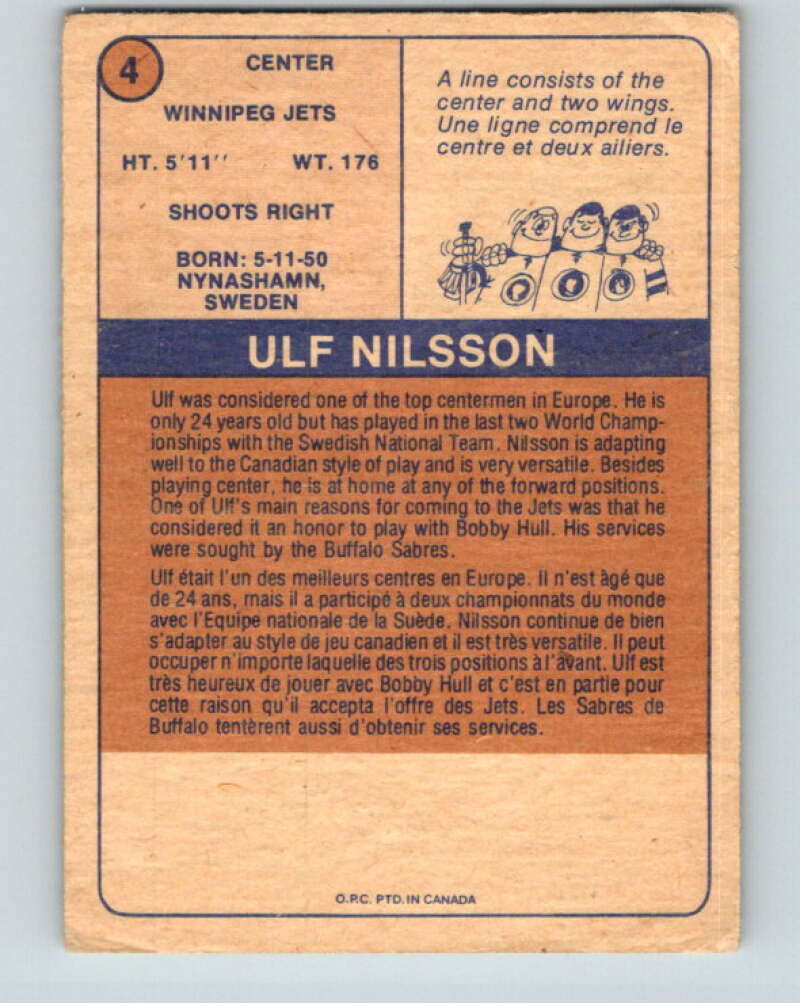 4
CENTER
WINNIPEG JETS
HT. 5'11'' WT. 176
SHOOTS RIGHT
BORN: 5-11-50
NYNASHAMN,
SWEDEN
A line consists of the
center and two wings.
Une ligne comprend le
centre et deux ailiers.
ULF NILSSON
Ulf was considered one of the top centermen in Europe. He is
only 24 years old but has played in the last two World Champ-
ionships with the Swedish National Team. Nilsson is adapting
well to the Canadian style of play and is very versatile. Besides
playing center, he is at home at any of the forward positions.
One of Ulf's main reasons for coming to the Jets was that he
considered it an honor to play with Bobby Hull. His services
were sought by the Buffalo Sabres.
Ulf était l'un des meilleurs centres en Europe. Il n'est âgé que
de 24 ans, mais il a participé à deux championnats du monde
avec l'Equipe nationale de la Suède. Nilsson continue de bien
s'adapter au style de jeu canadien et il est très versatile. Il peut
occuper n'importe laquelle des trois positions à l'avant. Ulf est
très heureux de jouer avec Bobby Hull et c'est en partie pour
cette raison qu'il accepta l'offre des Jets. Les Sabres de
Buffalo tentèrent aussi d'obtenir ses services.
O.P.C. PTD. IN CANADA